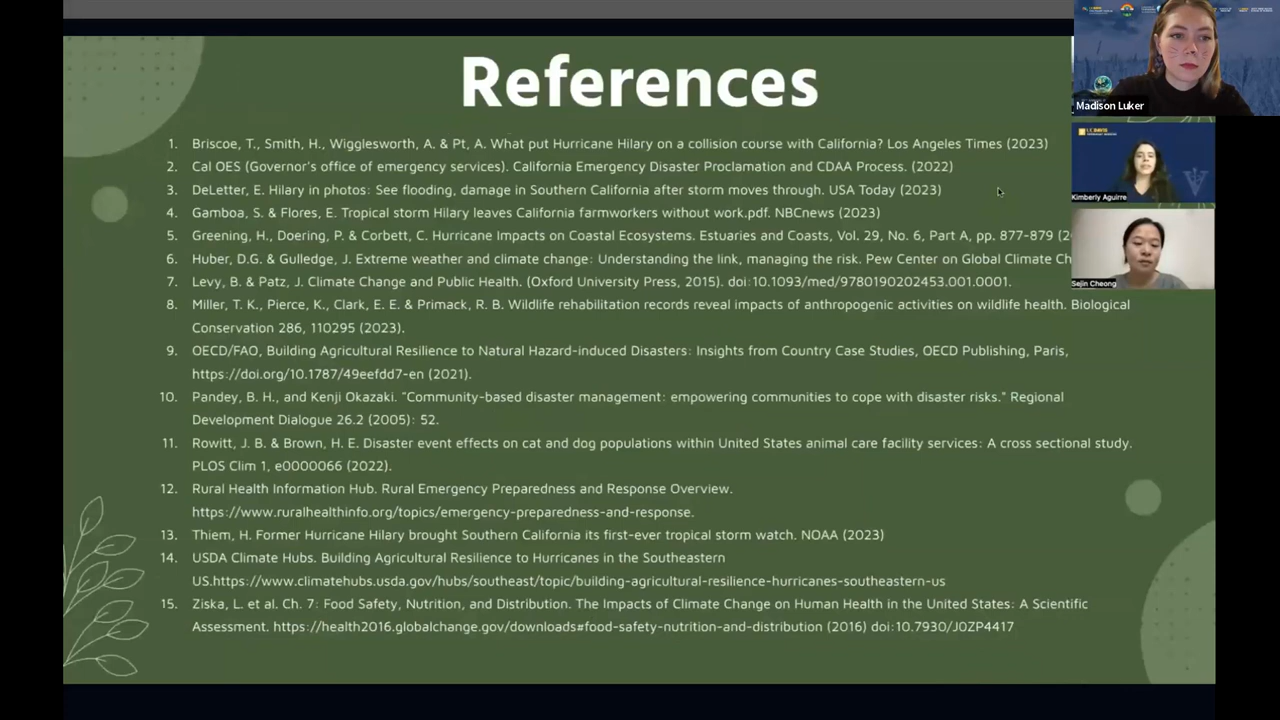 References
1. Briscoe, T., Smith, H., Wigglesworth, A. & Pt, A. What put Hurricane Hilary on a collision course with California? Los Angeles Times (2023)
2. Cal OES (Governor's office of emergency services). California Emergency Disaster Proclamation and CDAA Process. (2022)
3. DeLetter, E. Hilary in photos: See flooding, damage in Southern California after storm moves through. USA Today (2023)
4. Gamboa, S. & Flores, E. Tropical storm Hilary leaves California farmworkers without work.pdf. NBCnews (2023)
5. Greening, H., Doering, P. & Corbett, C. Hurricane Impacts on Coastal Ecosystems. Estuaries and Coasts, Vol. 29, No. 6, Part A, pp. 877-879
6. Huber, D.G. & Gulledge, J. Extreme weather and climate change: Understanding the link, managing the risk. Pew Center on Global Climate Ch
7. Levy, B. & Patz, J. Climate Change and Public Health. (Oxford University Press, 2015). doi:10.1093/med/9780190202453.001.0001.
8. Miller, T. K., Pierce, K., Clark, E. E. & Primack, R. B. Wildlife rehabilitation records reveal impacts of anthropogenic activities on wildlife health. Biological
Conservation 286, 110295 (2023).
9. OECD/FAO, Building Agricultural Resilience to Natural Hazard-induced Disasters: Insights from Country Case Studies, OECD Publishing, Paris,
https://doi.org/10.1787/49eefdd7-en (2021).
10. Pandey, B. H., and Kenji Okazaki. "Community-based disaster management: empowering communities to cope with disaster risks." Regional
Development Dialogue 26.2 (2005): 52.
11. Rowitt, J. B. & Brown, H. E. Disaster event effects on cat and dog populations within United States animal care facility services: A cross sectional study.
PLOS Clim 1, e0000066 (2022).
12. Rural Health Information Hub. Rural Emergency Preparedness and Response Overview.
https://www.ruralhealthinfo.org/topics/emergency-preparedness-and-response.
13. Thiem, H. Former Hurricane Hilary brought Southern California its first-ever tropical storm watch. NOAA (2023)
14. USDA Climate Hubs. Building Agricultural Resilience to Hurricanes in the Southeastern
US.https://www.climatehubs.usda.gov/hubs/southeast/topic/building-agricultural-resilience-hurricanes-southeastern-us
15. Ziska, L. et al. Ch. 7: Food Safety, Nutrition, and Distribution. The Impacts of Climate Change on Human Health in the United States: A Scientific
Assessment. https://health2016.globalchange.gov/downloads#food-safety-nutrition-and-distribution (2016) doi:10.7930/J0ZP4417
Madison Luker
UC DAVIS
Kimberly Aguirre
Sejin Cheong